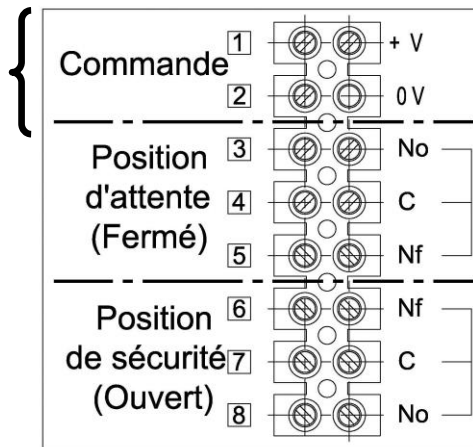 Commande
1 + V
2 0 V
Position
d'attente
(Fermé)
3 No
4 C
5 Nf
Position
de sécurité
(Ouvert)
6 Nf
7 C
8 No